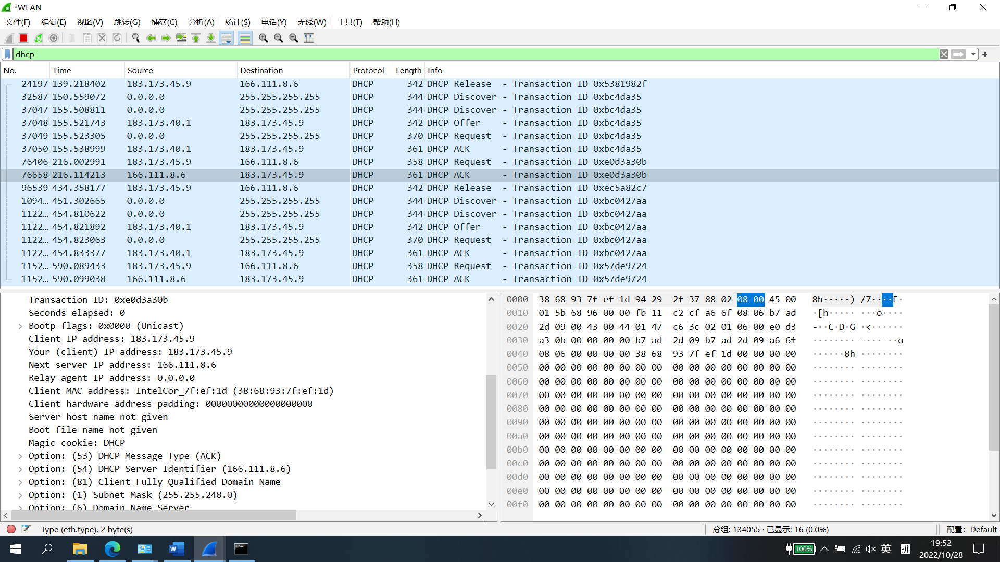 *WLAN
文件(F) 编辑(E) 视图(V) 跳转(G) 捕获(C) 分析(A) 统计(S) 电话(Y) 无线(W) 工具(T) 帮助(H)
dhcp
No. Time Source Destination Protocol Length Info
24197 139.218402 183.173.45.9 166.111.8.6 DHCP 342 DHCP Release - Transaction ID 0x5381982f
32587 150.559072 0.0.0.0 255.255.255.255 DHCP 344 DHCP Discover - Transaction ID 0xbc4da35
37047 155.508811 0.0.0.0 255.255.255.255 DHCP 344 DHCP Discover - Transaction ID 0xbc4da35
37048 155.521743 183.173.40.1 183.173.45.9 DHCP 342 DHCP Offer - Transaction ID 0xbc4da35
37049 155.523305 0.0.0.0 255.255.255.255 DHCP 370 DHCP Request - Transaction ID 0xbc4da35
37050 155.538999 183.173.40.1 183.173.45.9 DHCP 361 DHCP ACK - Transaction ID 0xbc4da35
76406 216.002991 183.173.45.9 166.111.8.6 DHCP 358 DHCP Request - Transaction ID 0xe0d3a30b
76658 216.114213 166.111.8.6 183.173.45.9 DHCP 361 DHCP ACK - Transaction ID 0xe0d3a30b
96539 434.358177 183.173.45.9 166.111.8.6 DHCP 342 DHCP Release - Transaction ID 0xec5a82c7
1094… 451.302665 0.0.0.0 255.255.255.255 DHCP 344 DHCP Discover - Transaction ID 0xbc0427aa
1122… 454.810622 0.0.0.0 255.255.255.255 DHCP 344 DHCP Discover - Transaction ID 0xbc0427aa
1122… 454.821892 183.173.40.1 183.173.45.9 DHCP 342 DHCP Offer - Transaction ID 0xbc0427aa
1122… 454.823063 0.0.0.0 255.255.255.255 DHCP 370 DHCP Request - Transaction ID 0xbc0427aa
1122… 454.833377 183.173.40.1 183.173.45.9 DHCP 361 DHCP ACK - Transaction ID 0xbc0427aa
1152… 590.089433 183.173.45.9 166.111.8.6 DHCP 358 DHCP Request - Transaction ID 0x57de9724
1152… 590.099038 166.111.8.6 183.173.45.9 DHCP 361 DHCP ACK - Transaction ID 0x57de9724
Transaction ID: 0xe0d3a30b
Seconds elapsed: 0
Bootp flags: 0x0000 (Unicast)
Client IP address: 183.173.45.9
Your (client) IP address: 183.173.45.9
Next server IP address: 166.111.8.6
Relay agent IP address: 0.0.0.0
Client MAC address: IntelCor_7f:ef:1d (38:68:93:7f:ef:1d)
Client hardware address padding: 00000000000000000000
Server host name not given
Boot file name not given
Magic cookie: DHCP
Option: (53) DHCP Message Type (ACK)
Option: (54) DHCP Server Identifier (166.111.8.6)
Option: (81) Client Fully Qualified Domain Name
Option: (1) Subnet Mask (255.255.248.0)
Option: (6) Domain Name Server
0000 38 68 93 7f ef 1d 94 29 2f 37 88 02 08 00 45 00 8h·····) /7····E·
0010 01 5b 68 96 00 00 fb 11 c2 cf a6 6f 08 06 b7 ad ·[h····· ···o····
0020 2d 09 00 43 00 44 01 47 c6 3c 02 01 06 00 e0 d3 -··C·D·G ·<······
0030 a3 0b 00 00 00 00 b7 ad 2d 09 b7 ad 2d 09 a6 6f ········ -···-··o
0040 08 06 00 00 00 00 38 68 93 7f ef 1d 00 00 00 00 ······8h ········
0050 00 00 00 00 00 00 00 00 00 00 00 00 00 00 00 00 ········ ········
0060 00 00 00 00 00 00 00 00 00 00 00 00 00 00 00 00 ········ ········
0070 00 00 00 00 00 00 00 00 00 00 00 00 00 00 00 00 ········ ········
0080 00 00 00 00 00 00 00 00 00 00 00 00 00 00 00 00 ········ ········
0090 00 00 00 00 00 00 00 00 00 00 00 00 00 00 00 00 ········ ········
00a0 00 00 00 00 00 00 00 00 00 00 00 00 00 00 00 00 ········ ········
00b0 00 00 00 00 00 00 00 00 00 00 00 00 00 00 00 00 ········ ········
00c0 00 00 00 00 00 00 00 00 00 00 00 00 00 00 00 00 ········ ········
00d0 00 00 00 00 00 00 00 00 00 00 00 00 00 00 00 00 ········ ········
00e0 00 00 00 00 00 00 00 00 00 00 00 00 00 00 00 00 ········ ········
00f0 00 00 00 00 00 00 00 00 00 00 00 00 00 00 00 00 ········ ········
Type (eth.type), 2 byte(s)
分组: 134055 · 已显示: 16 (0.0%)
配置: Default
100%
英
拼
19:52
2022/10/28